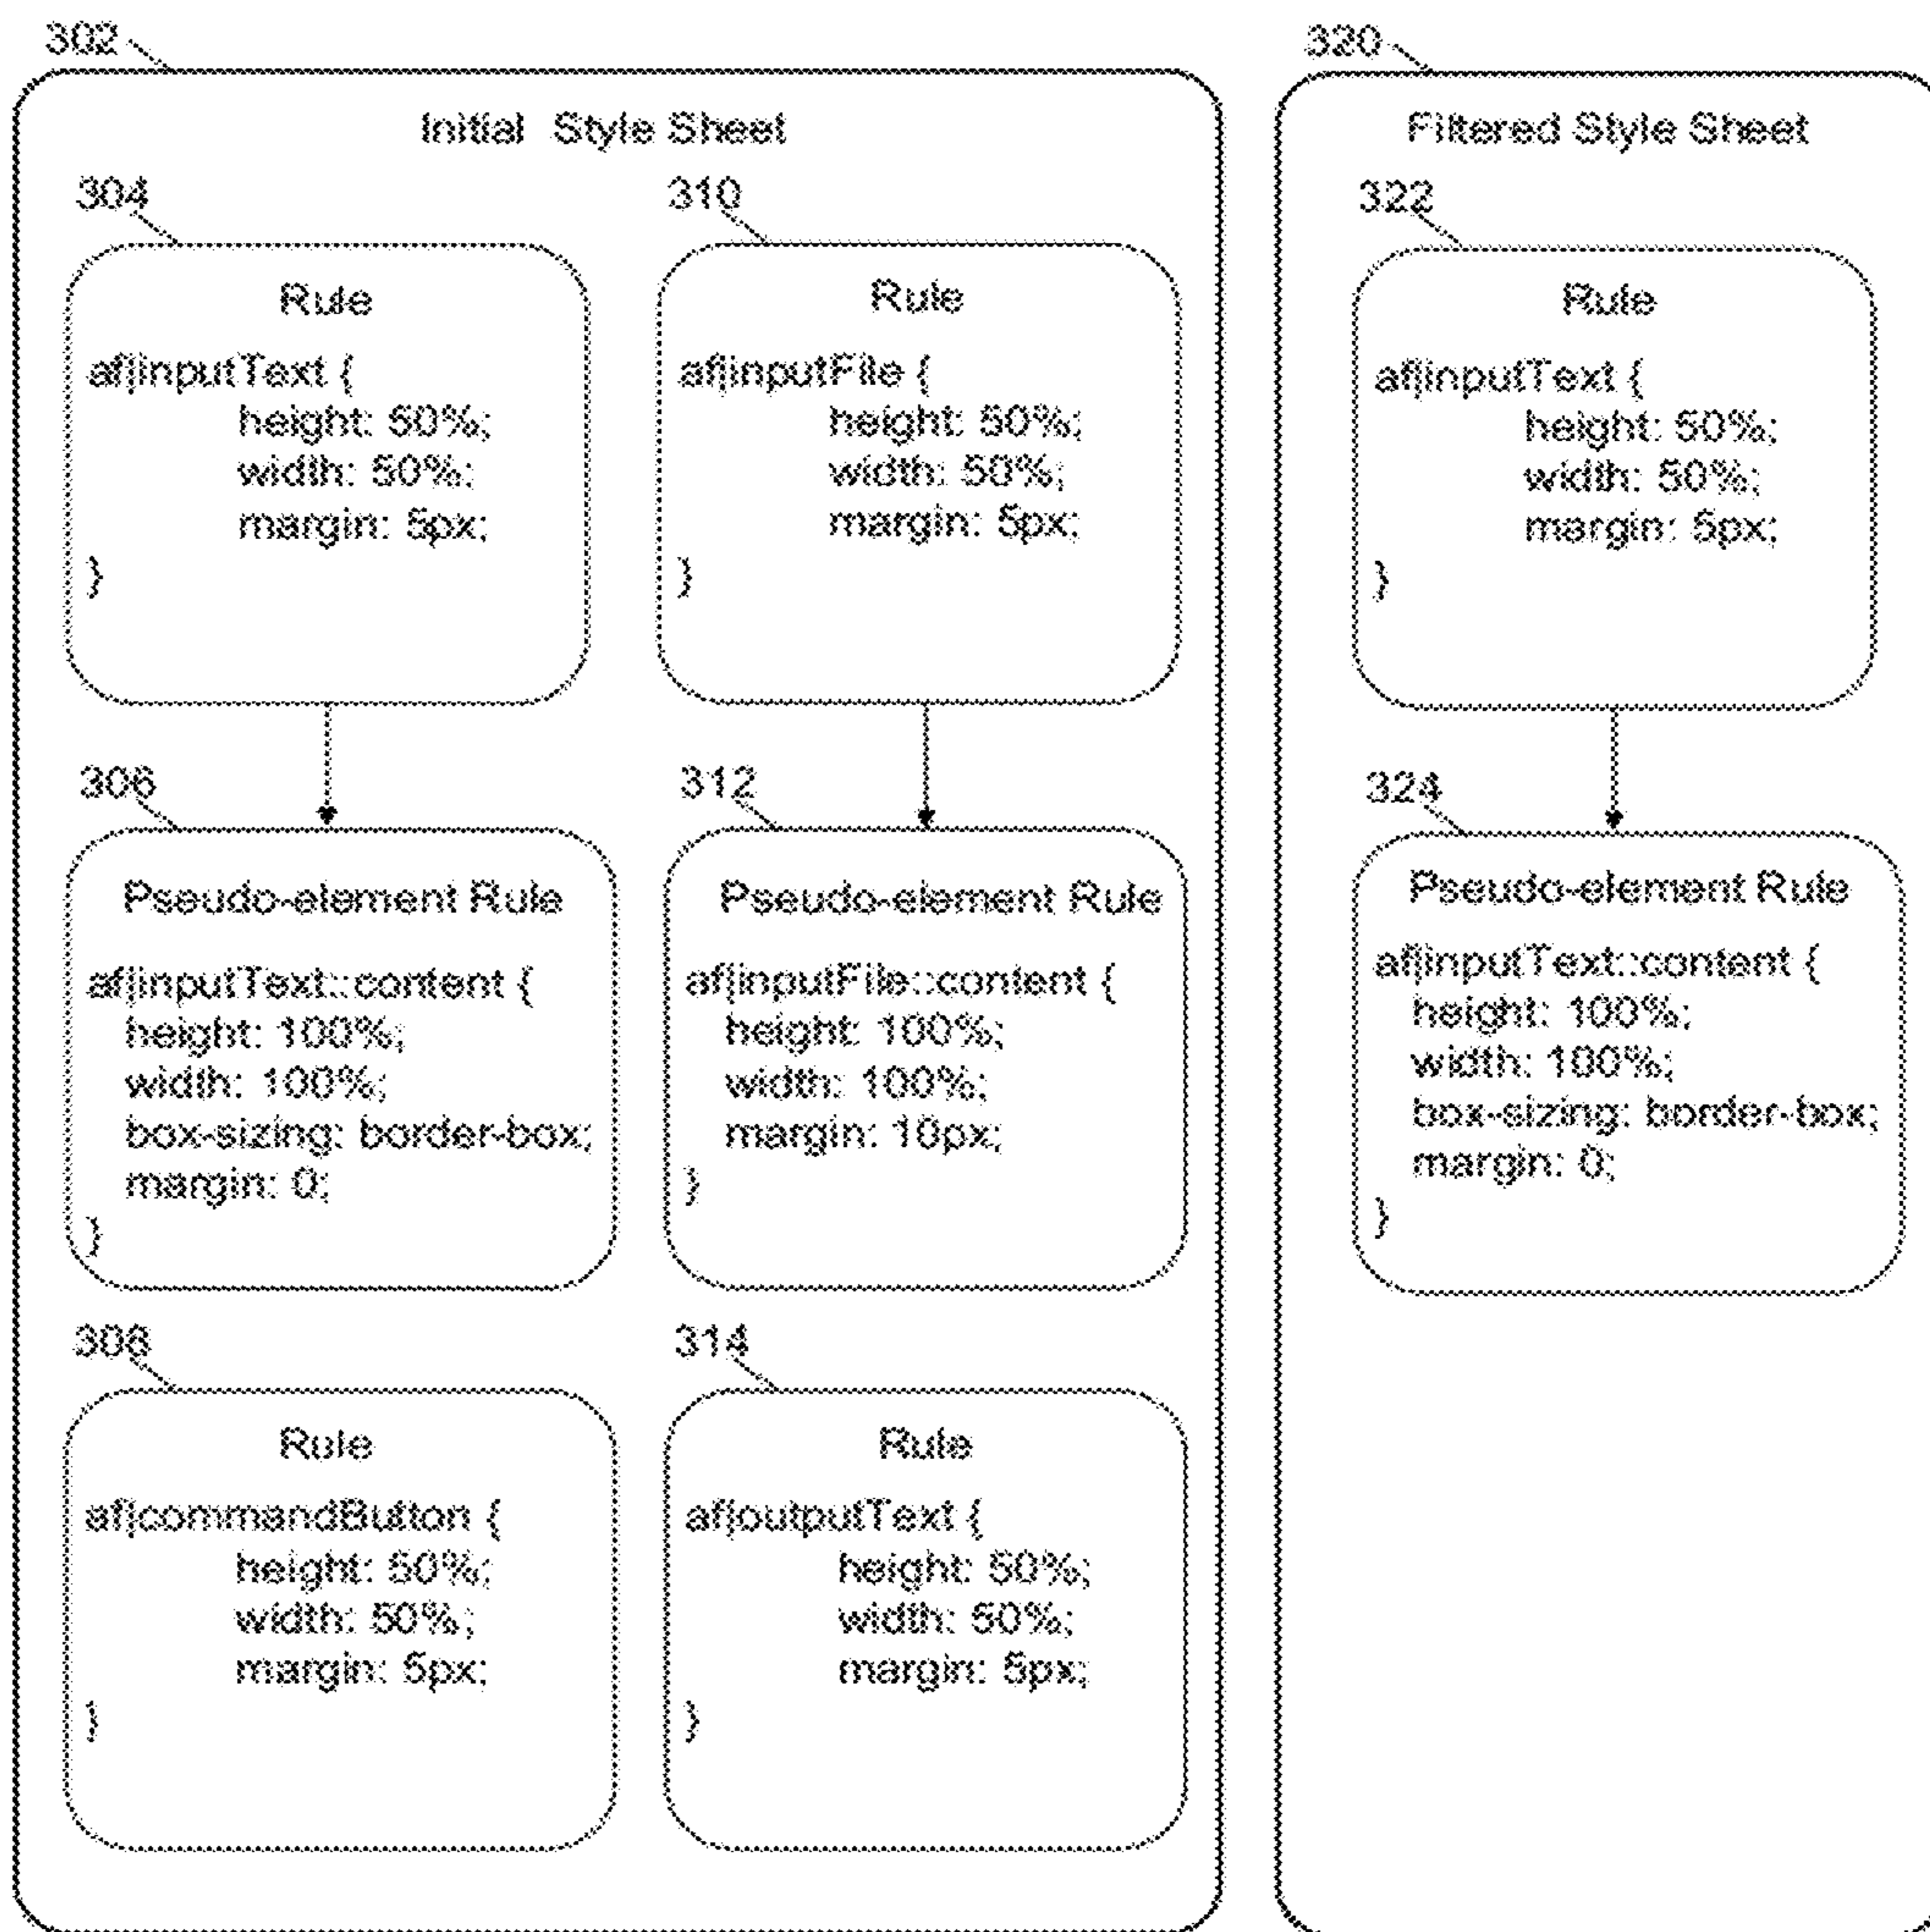 302
Initial Style Sheet
304
Rule
af|inputText {
height: 50%;
width: 50%;
margin: 5px;
}
310
Rule
af|inputFile {
height: 50%;
width: 50%;
margin: 5px;
}
306
Pseudo-element Rule
af|inputText::content {
height: 100%;
width: 100%;
box-sizing: border-box;
margin: 0;
}
312
Pseudo-element Rule
af|inputFile::content {
height: 100%;
width: 100%;
margin: 10px;
}
308
Rule
af|commandButton {
height: 50%;
width: 50%;
margin: 5px;
}
314
Rule
af|outputText {
height: 50%;
width: 50%;
margin: 5px;
}
320
Filtered Style Sheet
322
Rule
af|inputText {
height: 50%;
width: 50%;
margin: 5px;
}
324
Pseudo-element Rule
af|inputText::content {
height: 100%;
width: 100%;
box-sizing: border-box;
margin: 0;
}